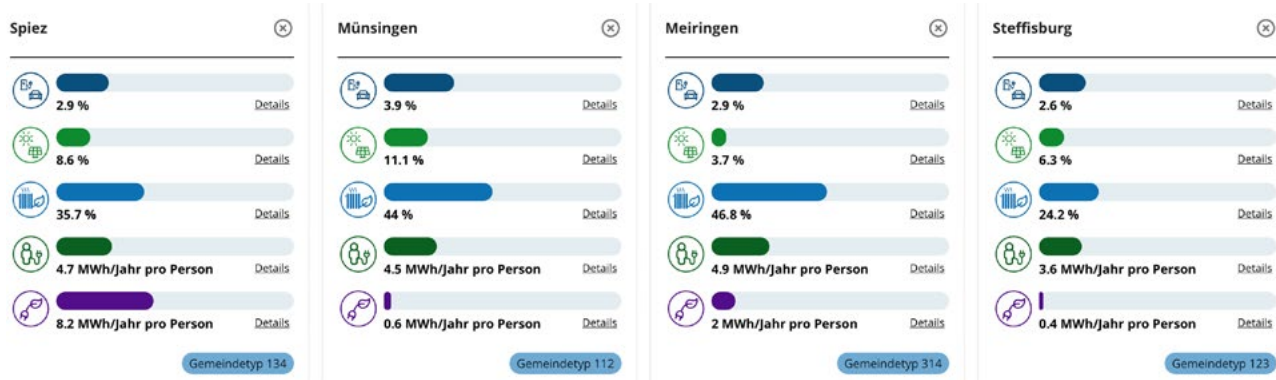 Spiez
2.9 % Details
8.6 % Details
35.7 % Details
4.7 MWh/Jahr pro Person Details
8.2 MWh/Jahr pro Person Details
Gemeindetyp 134
Münsingen
3.9 % Details
11.1 % Details
44 % Details
4.5 MWh/Jahr pro Person Details
0.6 MWh/Jahr pro Person Details
Gemeindetyp 112
Meiringen
2.9 % Details
3.7 % Details
46.8 % Details
4.9 MWh/Jahr pro Person Details
2 MWh/Jahr pro Person Details
Gemeindetyp 314
Steffisburg
2.6 % Details
6.3 % Details
24.2 % Details
3.6 MWh/Jahr pro Person Details
0.4 MWh/Jahr pro Person Details
Gemeindetyp 123